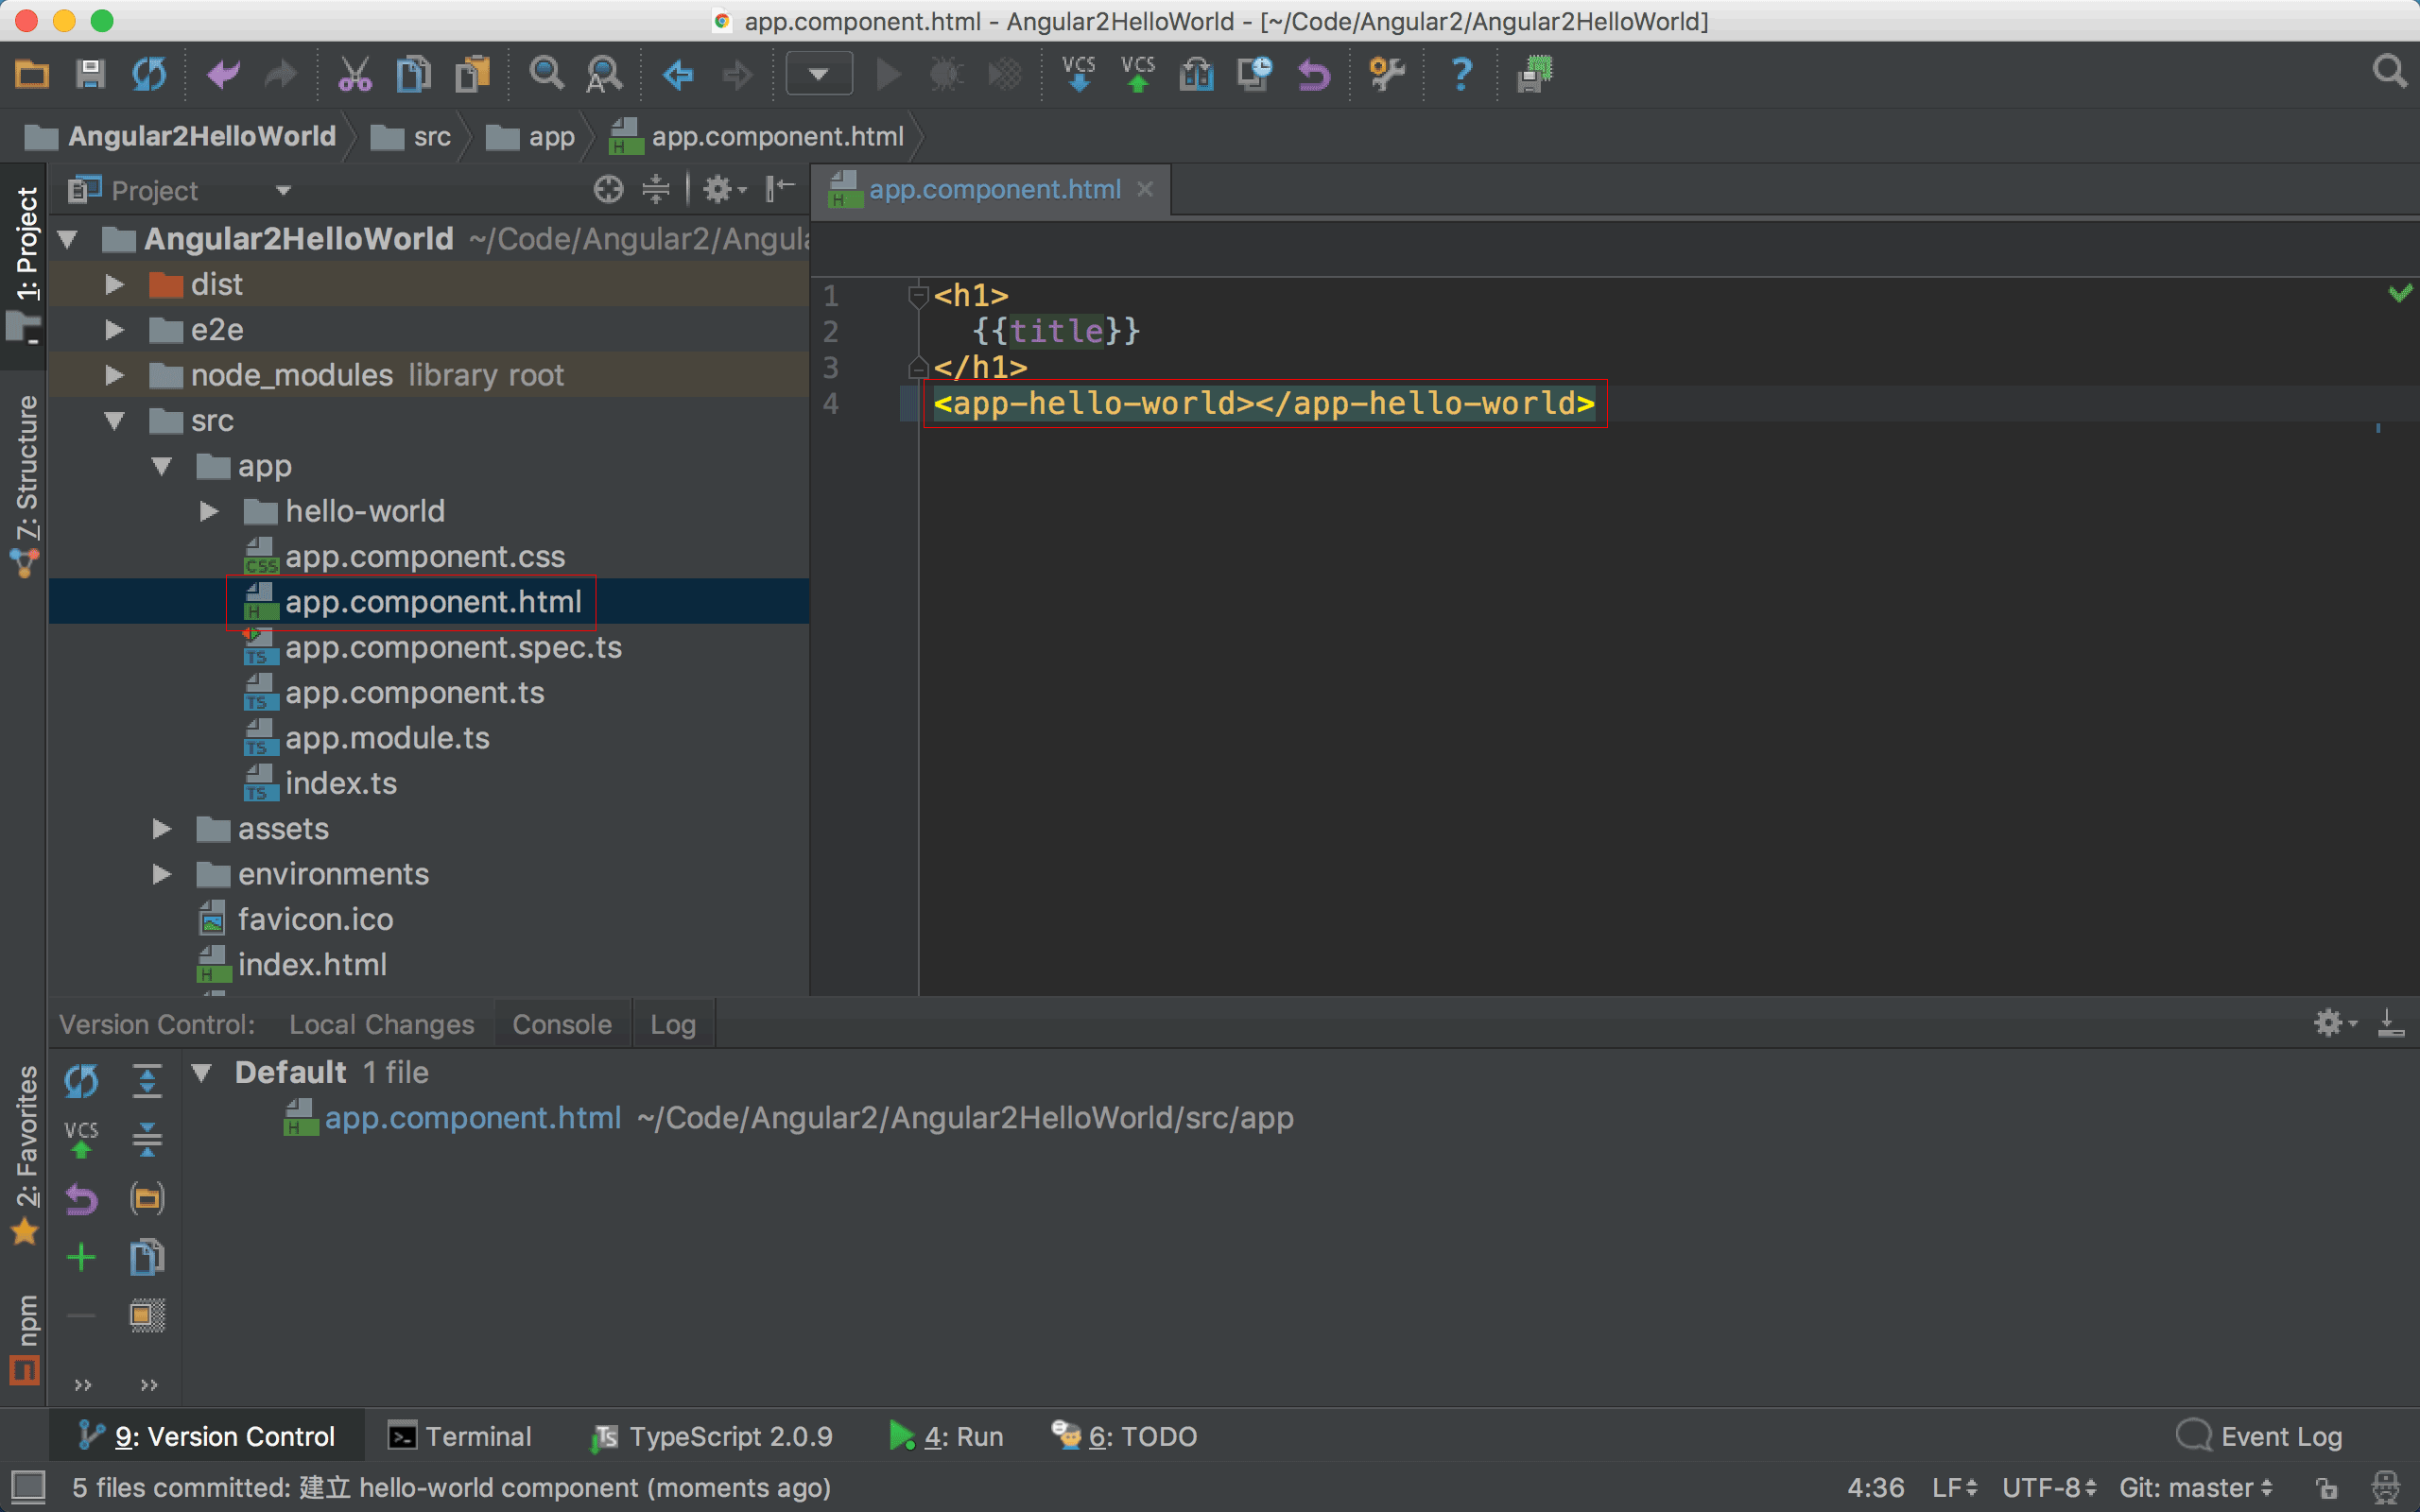 app.component.html - Angular2HelloWorld - [~/Code/Angular2/Angular2HelloWorld]
VCS VCS
Angular2HelloWorld src app app.component.html
Project
app.component.html
1: Project
7: Structure
2: Favorites
npm
Angular2HelloWorld ~/Code/Angular2/Angul
dist
e2e
node_modules library root
src
app
hello-world
app.component.css
app.component.html
app.component.spec.ts
app.component.ts
app.module.ts
index.ts
assets
environments
favicon.ico
index.html
1 <h1>
2 {{title}}
3 </h1>
4 <app-hello-world></app-hello-world>
Version Control: Local Changes Console Log
Default 1 file
app.component.html ~/Code/Angular2/Angular2HelloWorld/src/app
VCS
9: Version Control Terminal TypeScript 2.0.9 4: Run 6: TODO Event Log
5 files committed: 建立 hello-world component (moments ago) 4:36 LF UTF-8 Git: master